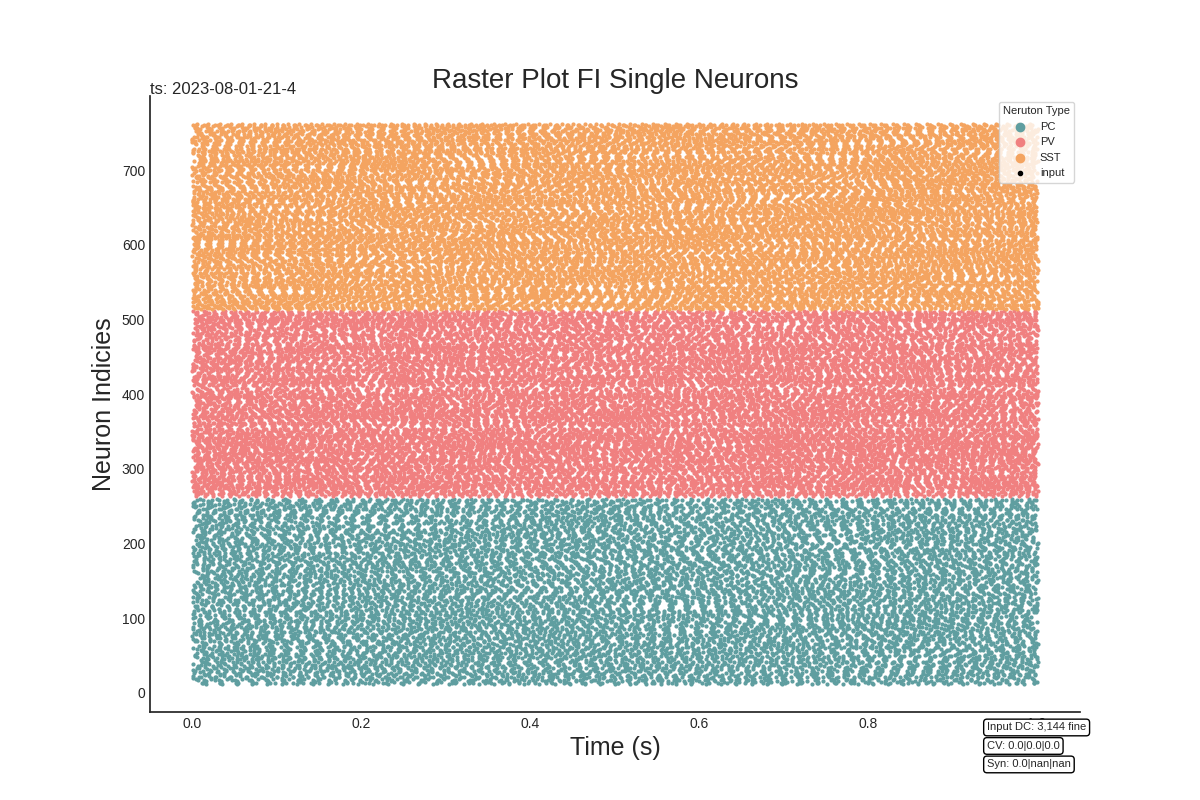 Raster Plot FI Single Neurons
ts: 2023-08-01-21-4
Neruton Type
PC
PV
SST
input
Neuron Indicies
700
600
500
400
300
200
100
0
0.0 0.2 0.4 0.6 0.8
Time (s)
Input DC: 3,144 fine
CV: 0.0|0.0|0.0
Syn: 0.0|nan|nan